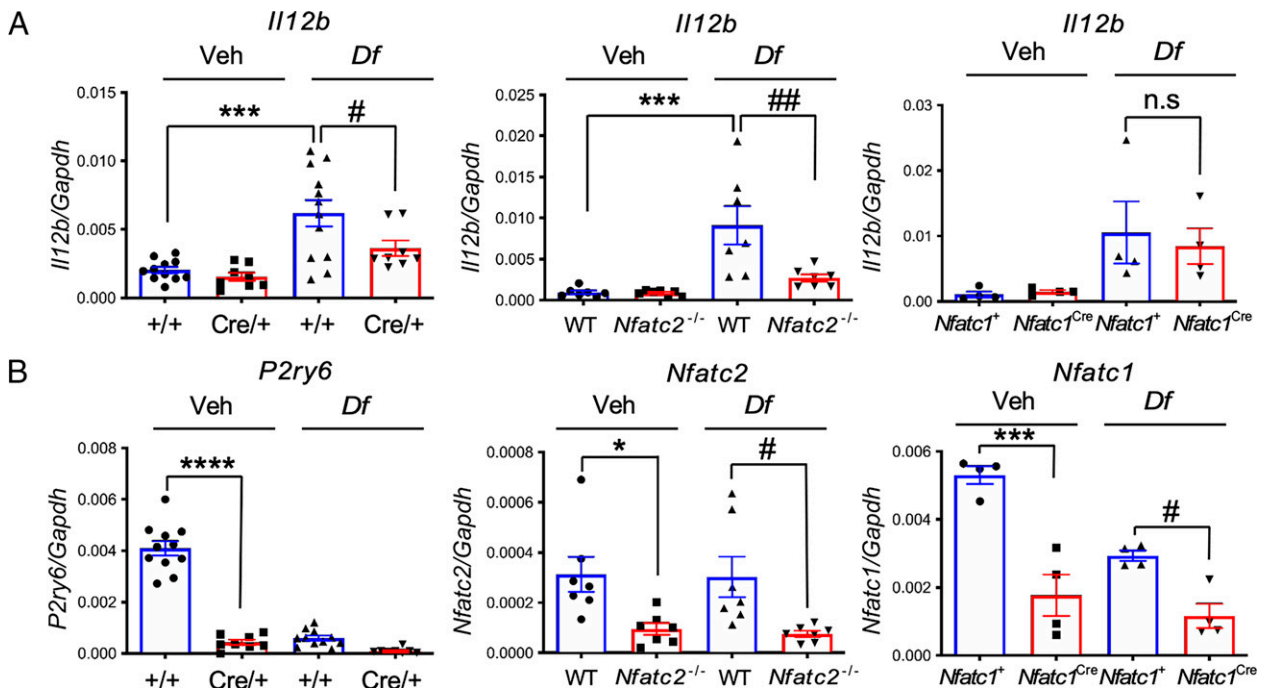 A
Il12b
Veh Df
Il12b/Gapdh
0.015
0.010
0.005
0.000
*** #
+/+ Cre/+ +/+ Cre/+
Il12b
Veh Df
Il12b/Gapdh
0.025
0.020
0.015
0.010
0.005
0.000
*** ##
WT Nfatc2-/- WT Nfatc2-/-
Il12b
Veh Df
Il12b/Gapdh
0.03
0.02
0.01
0.00
n.s
Nfatc1+ Nfatc1Cre Nfatc1+ Nfatc1Cre
B
P2ry6
Veh Df
P2ry6/Gapdh
0.008
0.006
0.004
0.002
0.000
****
+/+ Cre/+ +/+ Cre/+
Nfatc2
Veh Df
Nfatc2/Gapdh
0.0008
0.0006
0.0004
0.0002
0.0000
* #
WT Nfatc2-/- WT Nfatc2-/-
Nfatc1
Veh Df
Nfatc1/Gapdh
0.006
0.004
0.002
0.000
*** #
Nfatc1+ Nfatc1Cre Nfatc1+ Nfatc1Cre